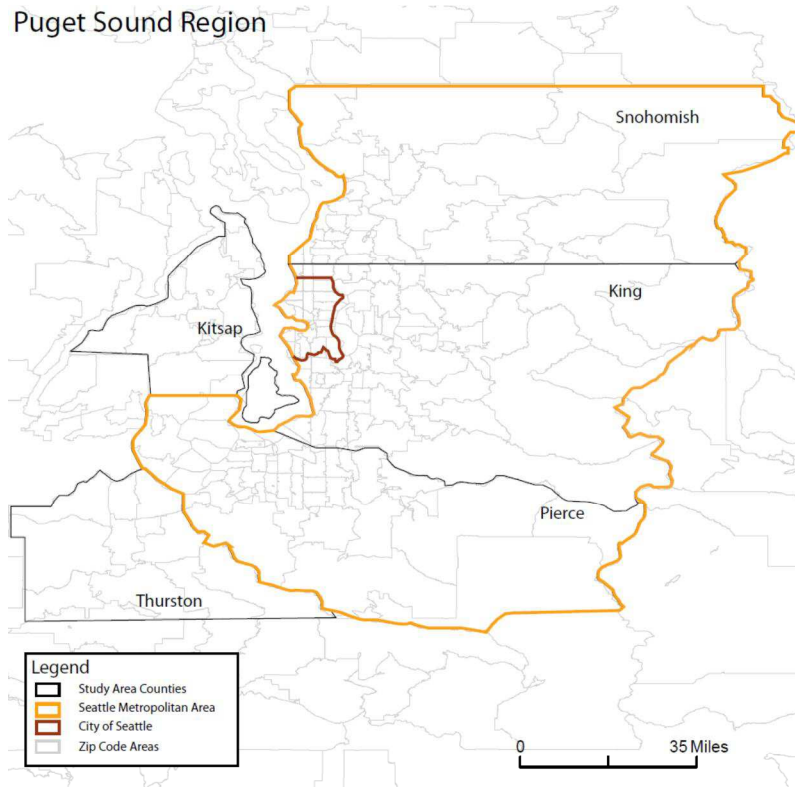 Puget Sound Region
Snohomish
King
Kitsap
Pierce
Thurston
Legend
Study Area Counties
Seattle Metropolitan Area
City of Seattle
Zip Code Areas
0 35 Miles